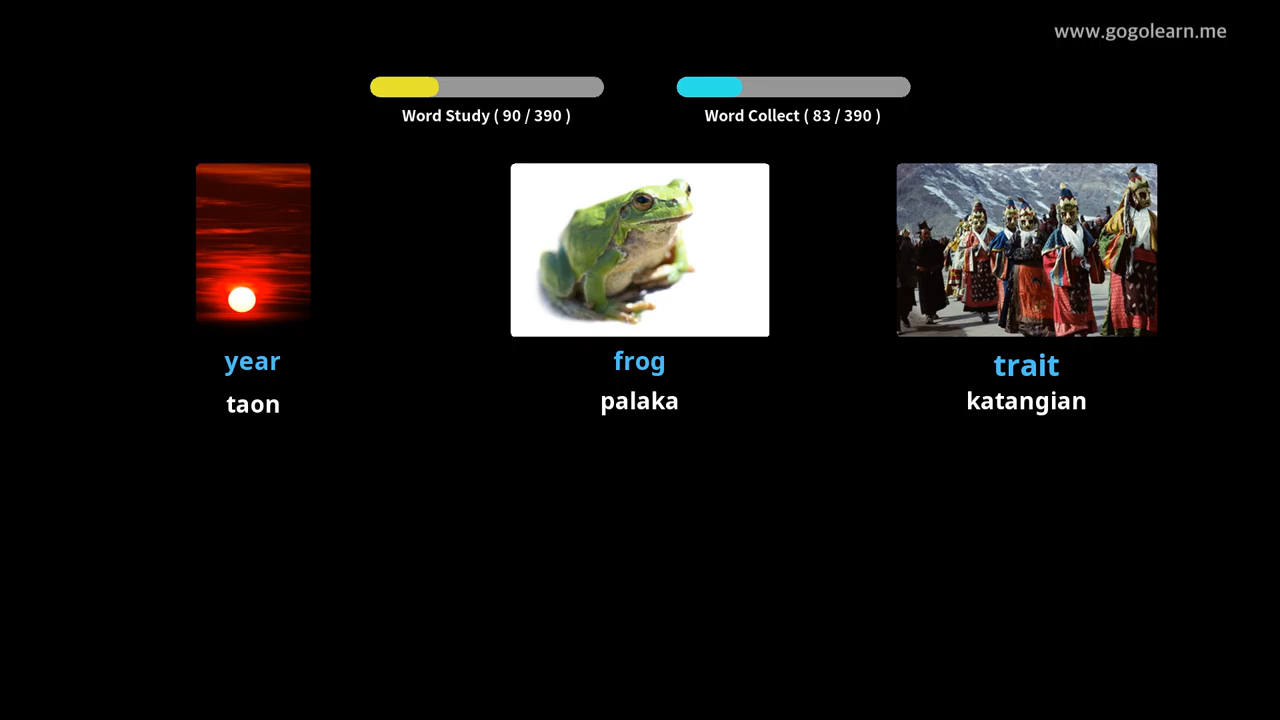 www.gogolearn.me
Word Study ( 90 / 390 )
Word Collect ( 83 / 390 )
year
frog
trait
taon
palaka
katangian